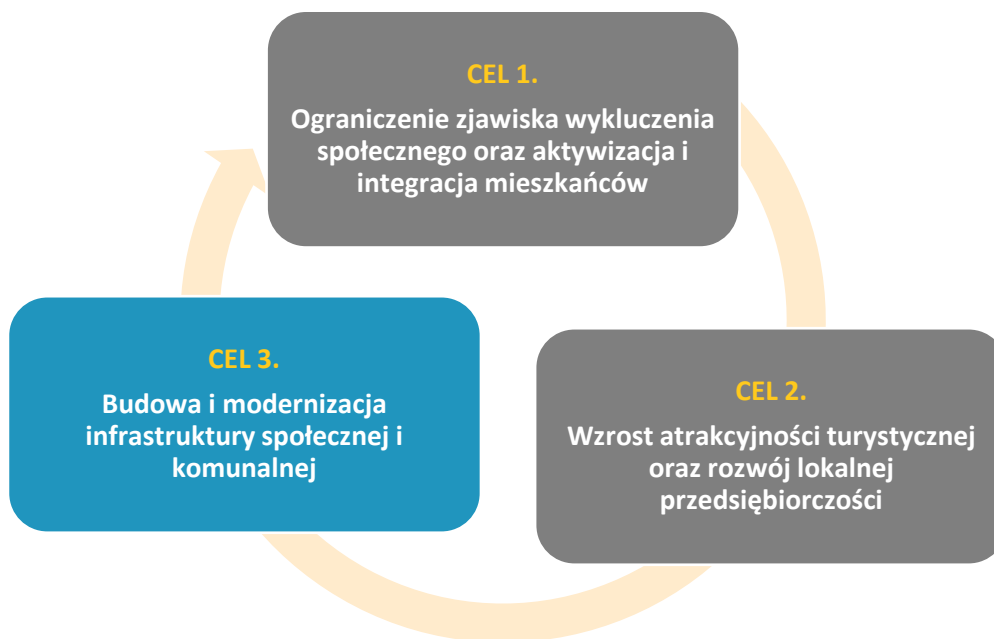 CEL 1.
Ograniczenie zjawiska wykluczenia
społecznego oraz aktywizacja i
integracja mieszkańców
CEL 2.
Wzrost atrakcyjności turystycznej
oraz rozwój lokalnej
przedsiębiorczości
CEL 3.
Budowa i modernizacja
infrastruktury społecznej i
komunalnej